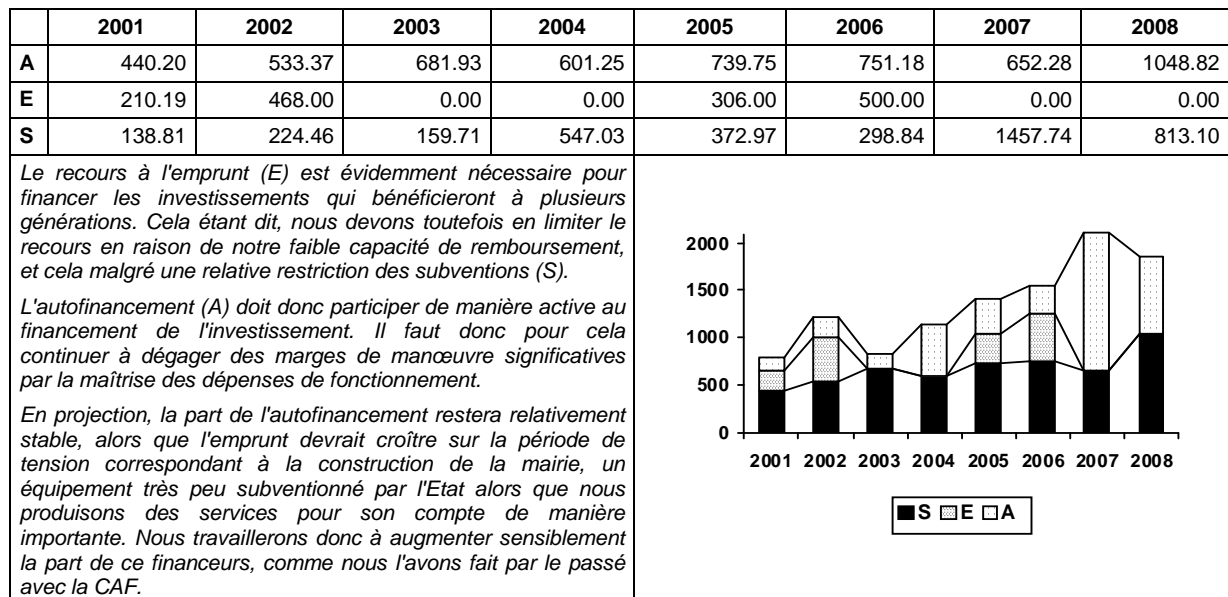 2001 2002 2003 2004 2005 2006 2007 2008
A 440.20 533.37 681.93 601.25 739.75 751.18 652.28 1048.82
E 210.19 468.00 0.00 0.00 306.00 500.00 0.00 0.00
S 138.81 224.46 159.71 547.03 372.97 298.84 1457.74 813.10
Le recours à l'emprunt (E) est évidemment nécessaire pour
financer les investissements qui bénéficieront à plusieurs
générations. Cela étant dit, nous devons toutefois en limiter le
recours en raison de notre faible capacité de remboursement,
et cela malgré une relative restriction des subventions (S).
L'autofinancement (A) doit donc participer de manière active au
financement de l'investissement. Il faut donc pour cela
continuer à dégager des marges de manœuvre significatives
par la maîtrise des dépenses de fonctionnement.
En projection, la part de l'autofinancement restera relativement
stable, alors que l'emprunt devrait croître sur la période de
tension correspondant à la construction de la mairie, un
équipement très peu subventionné par l'Etat alors que nous
produisons des services pour son compte de manière
importante. Nous travaillerons donc à augmenter sensiblement
la part de ce financeurs, comme nous l'avons fait par le passé
avec la CAF.
2000
1500
1000
500
0
2001 2002 2003 2004 2005 2006 2007 2008
S E A